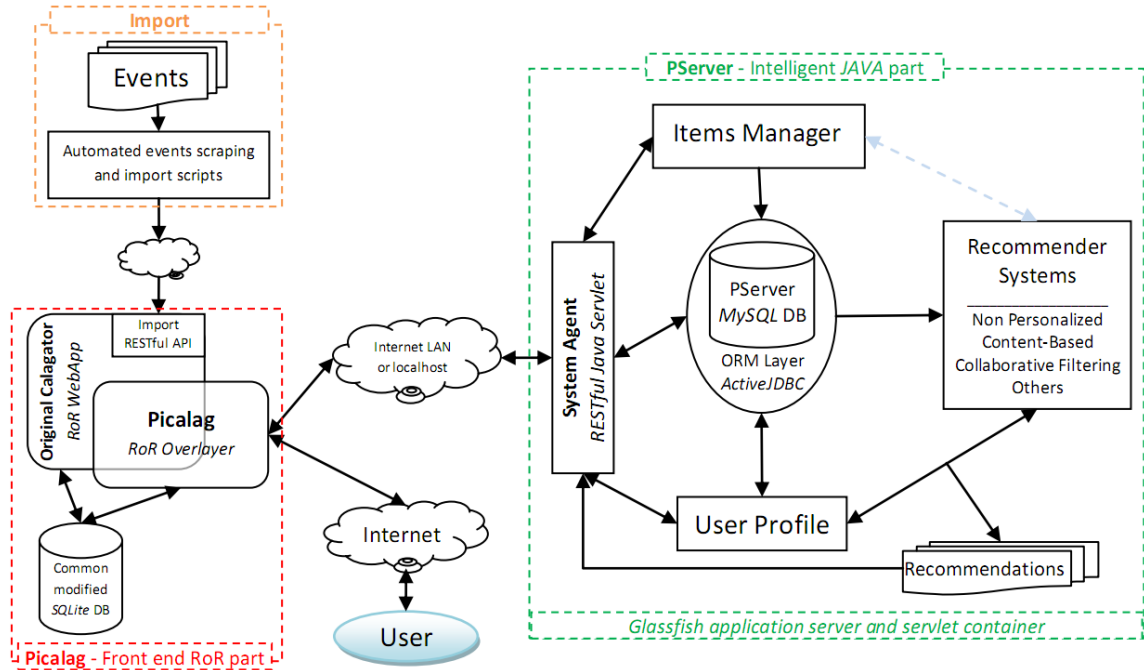 Import
Events
Automated events scraping
and import scripts
Import
RESTful API
Original Calagator
RoR WebApp
Picalag
RoR Overlayer
Common
modified
SQLite DB
Picalag - Front end RoR part
Internet LAN
or localhost
Internet
User
PServer - Intelligent JAVA part
Items Manager
System Agent
RESTful Java Servlet
PServer
MySQL DB
ORM Layer
ActiveJDBC
Recommender
Systems
Non Personalized
Content-Based
Collaborative Filtering
Others
User Profile
Recommendations
Glassfish application server and servlet container